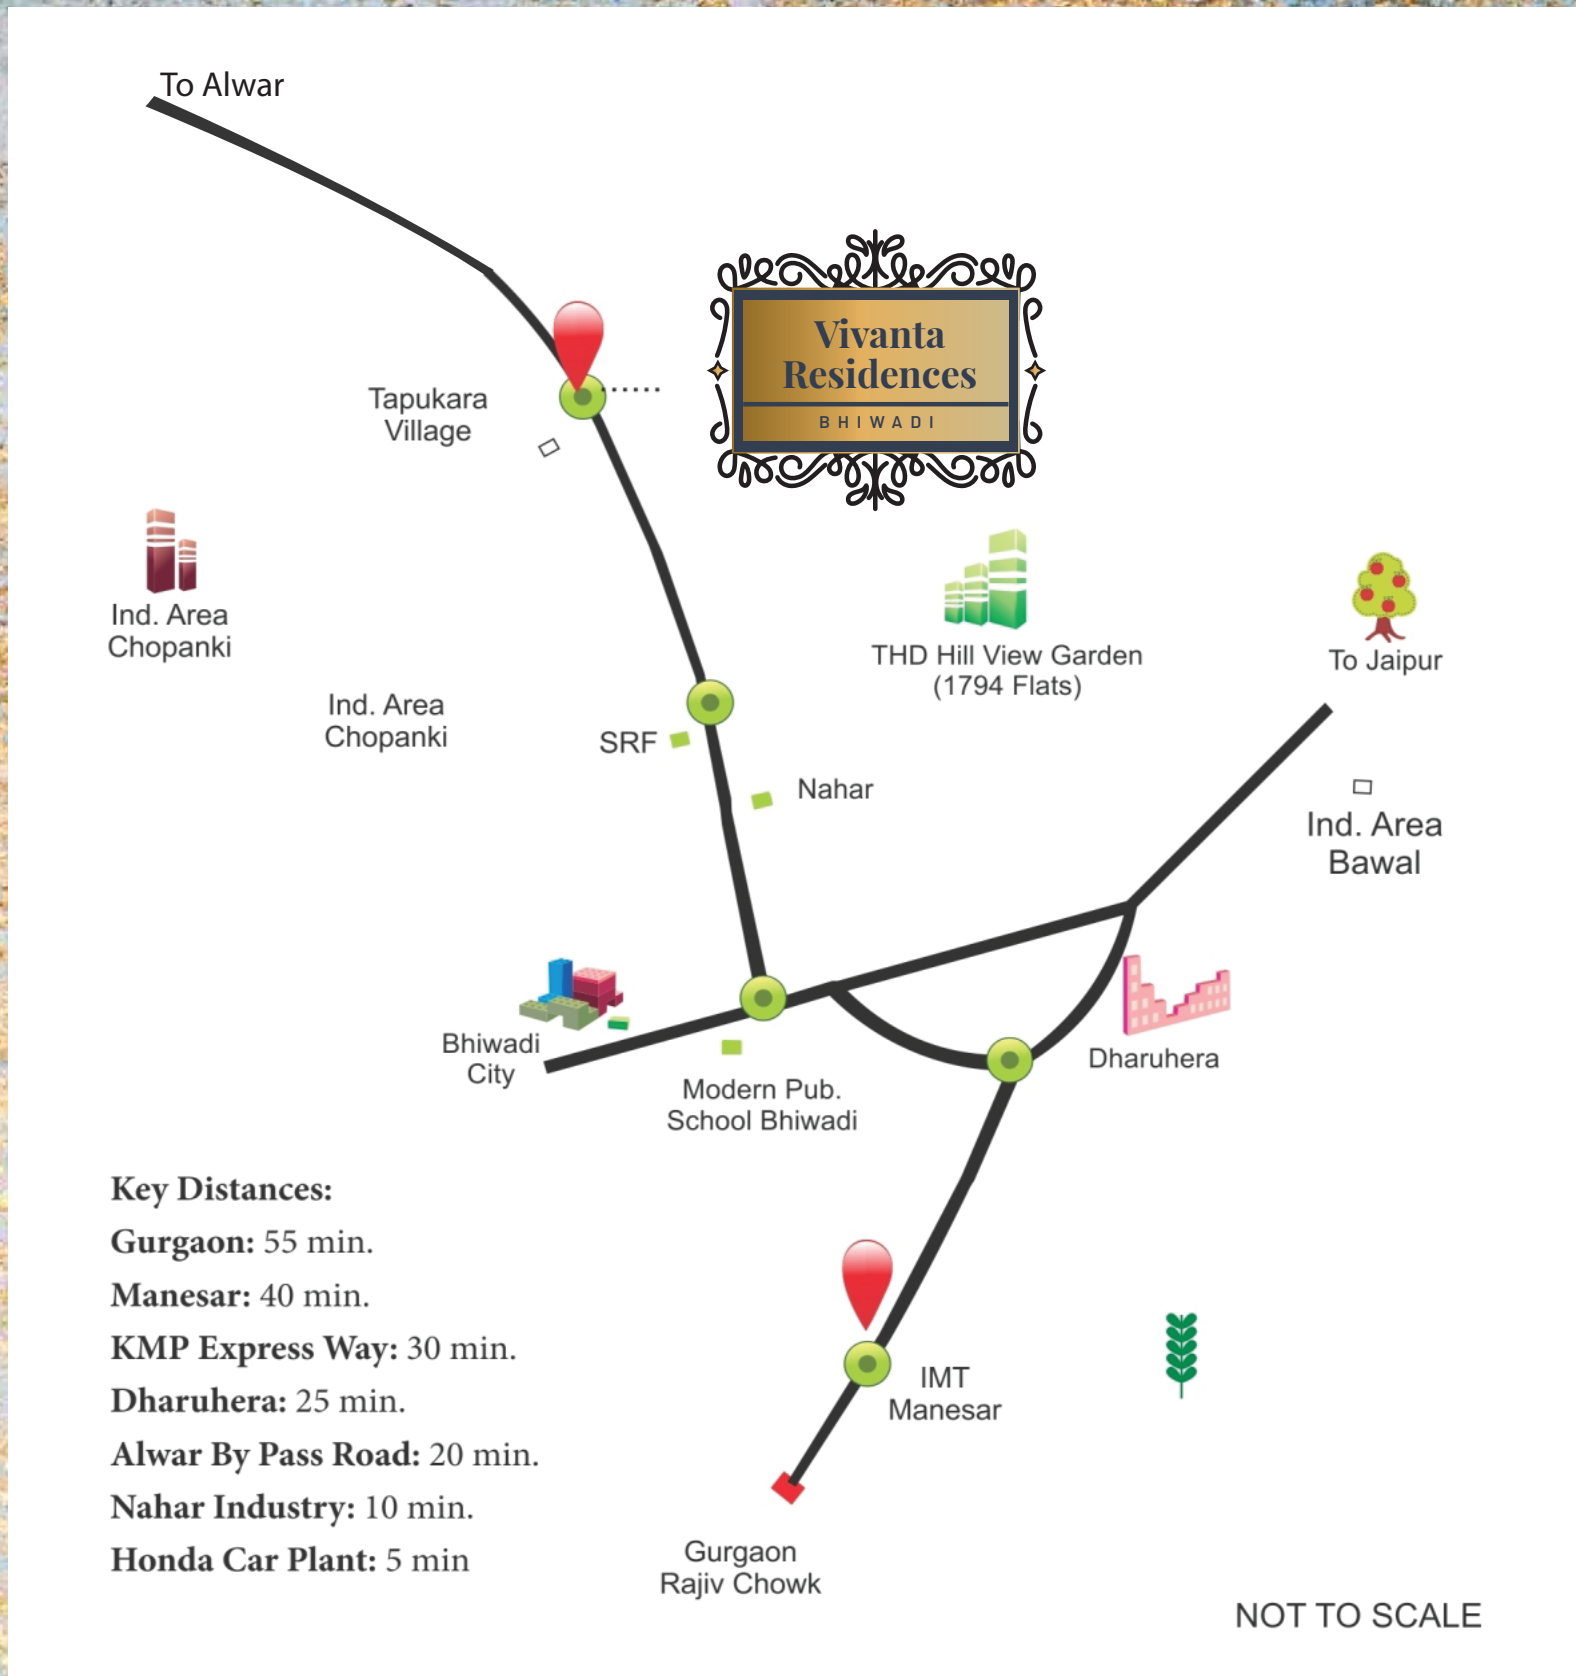 To Alwar
Vivanta
Residences
BHIWADI
Tapukara
Village
Ind. Area
Chopanki
THD Hill View Garden
(1794 Flats)
To Jaipur
Ind. Area
Chopanki
SRF
Nahar
Ind. Area
Bawal
Bhiwadi
City
Modern Pub.
School Bhiwadi
Dharuhera
Key Distances:
Gurgaon: 55 min.
Manesar: 40 min.
KMP Express Way: 30 min.
Dharuhera: 25 min.
Alwar By Pass Road: 20 min.
Nahar Industry: 10 min.
Honda Car Plant: 5 min
IMT
Manesar
Gurgaon
Rajiv Chowk
NOT TO SCALE